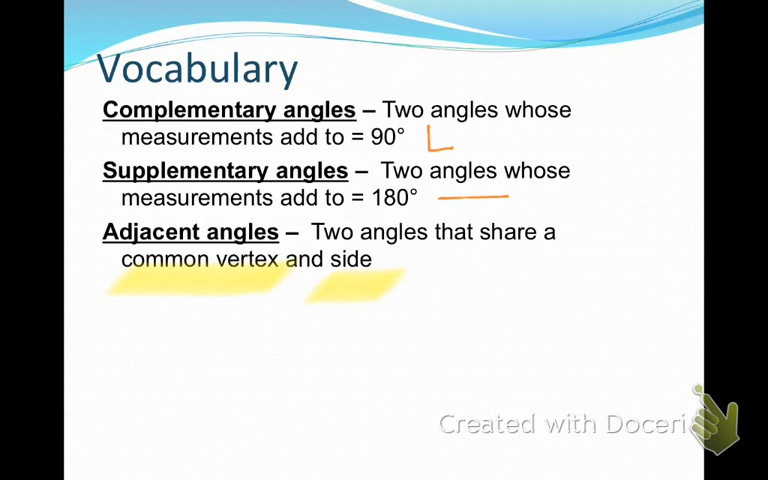 Vocabulary
Complementary angles – Two angles whose
measurements add to = 90°
Supplementary angles – Two angles whose
measurements add to = 180°
Adjacent angles – Two angles that share a
common vertex and side
Created with Doceri